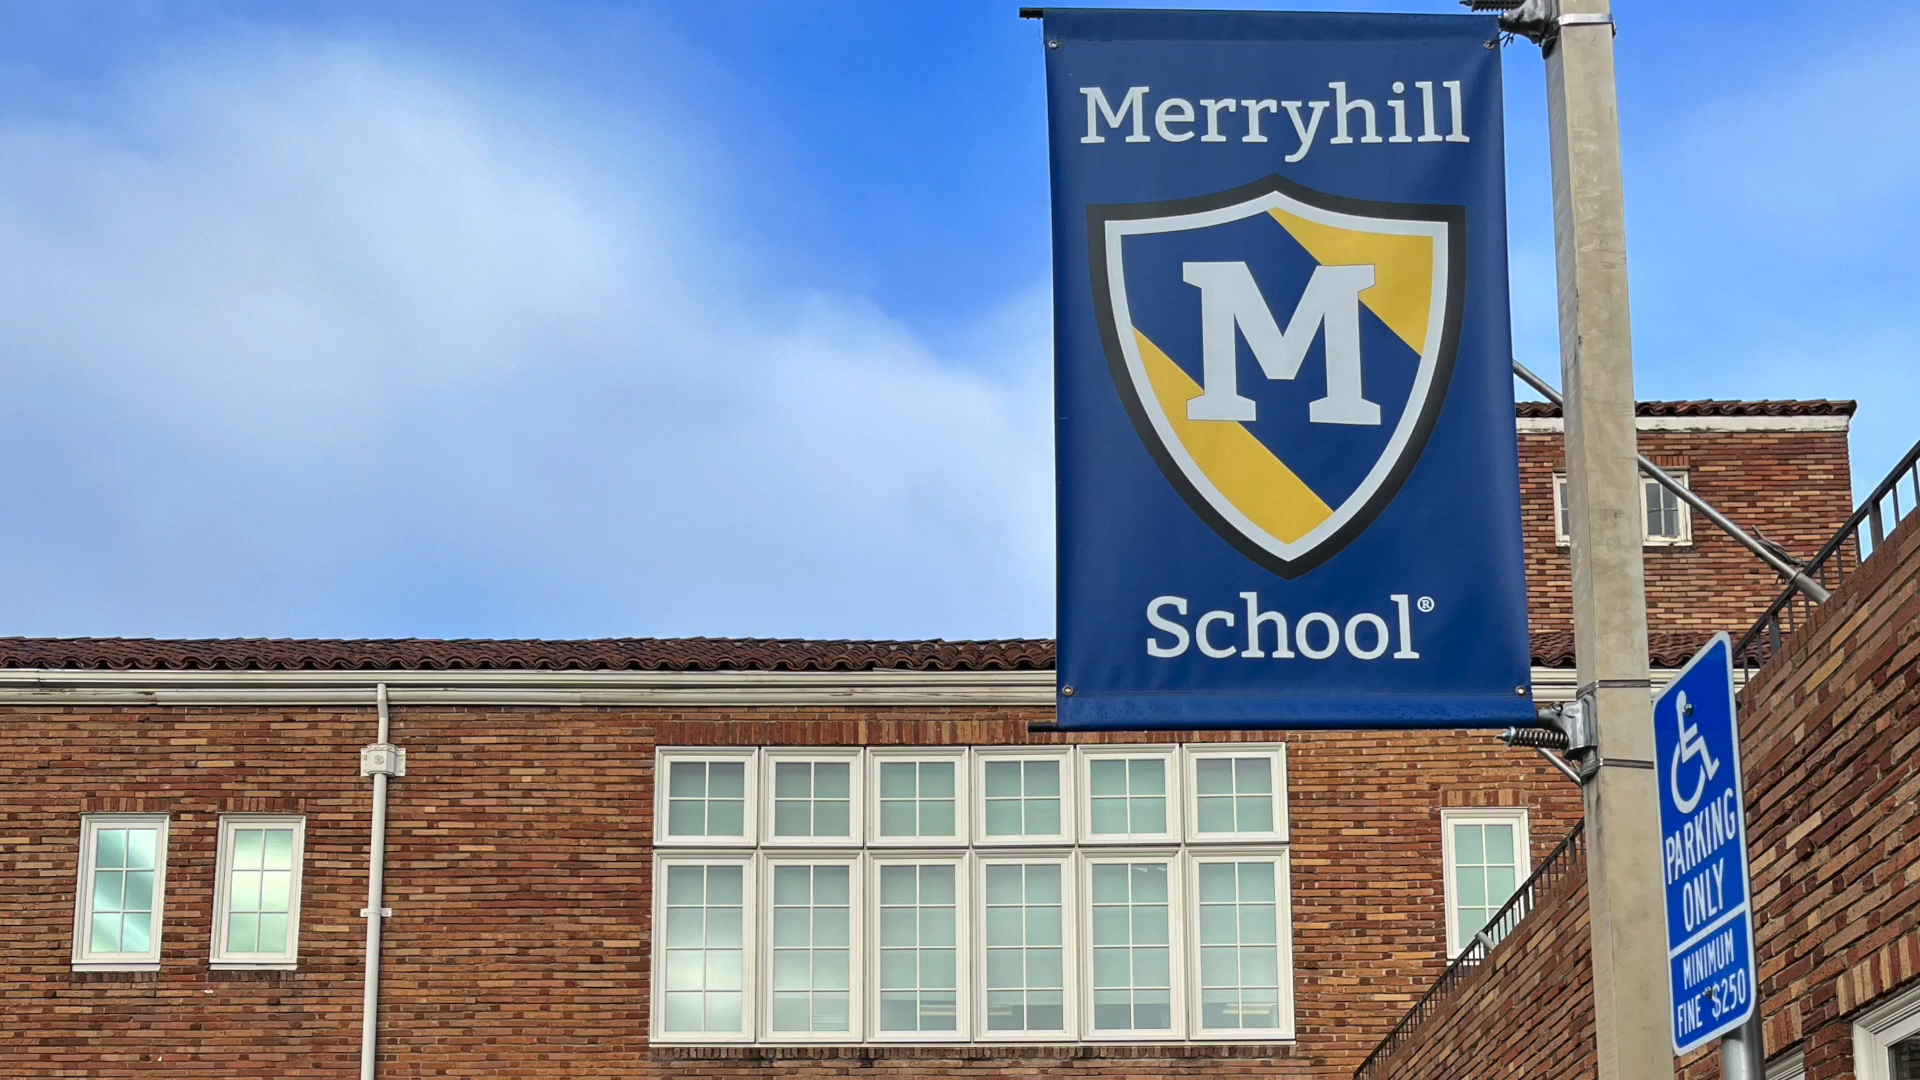 Merryhill
M
School®
PARKING
ONLY
MINIMUM
FINE $250